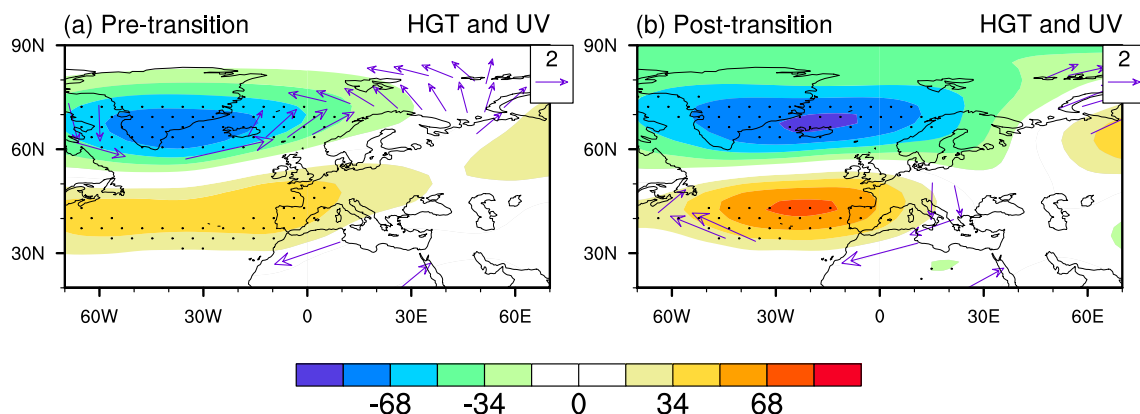 (a) Pre-transition HGT and UV
(b) Post-transition HGT and UV
90N
2
60N
30N
60W 30W 0 30E 60E
90N
2
60N
30N
60W 30W 0 30E 60E
-68 -34 0 34 68